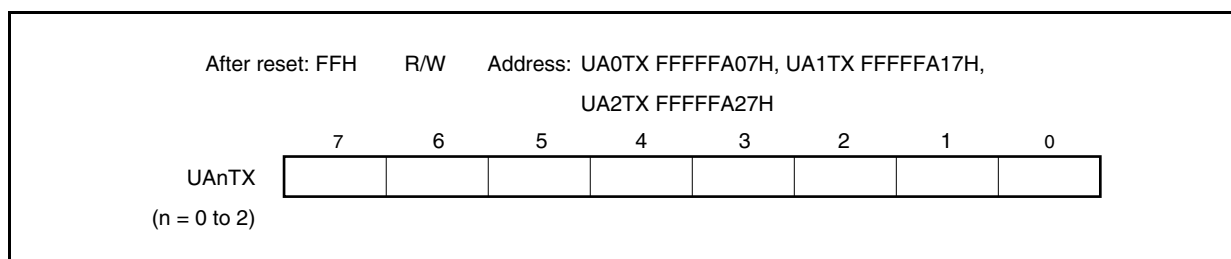 After reset: FFH R/W Address: UA0TX FFFFFA07H, UA1TX FFFFFA17H,
UA2TX FFFFFA27H
7 6 5 4 3 2 1 0
UAnTX
(n = 0 to 2)